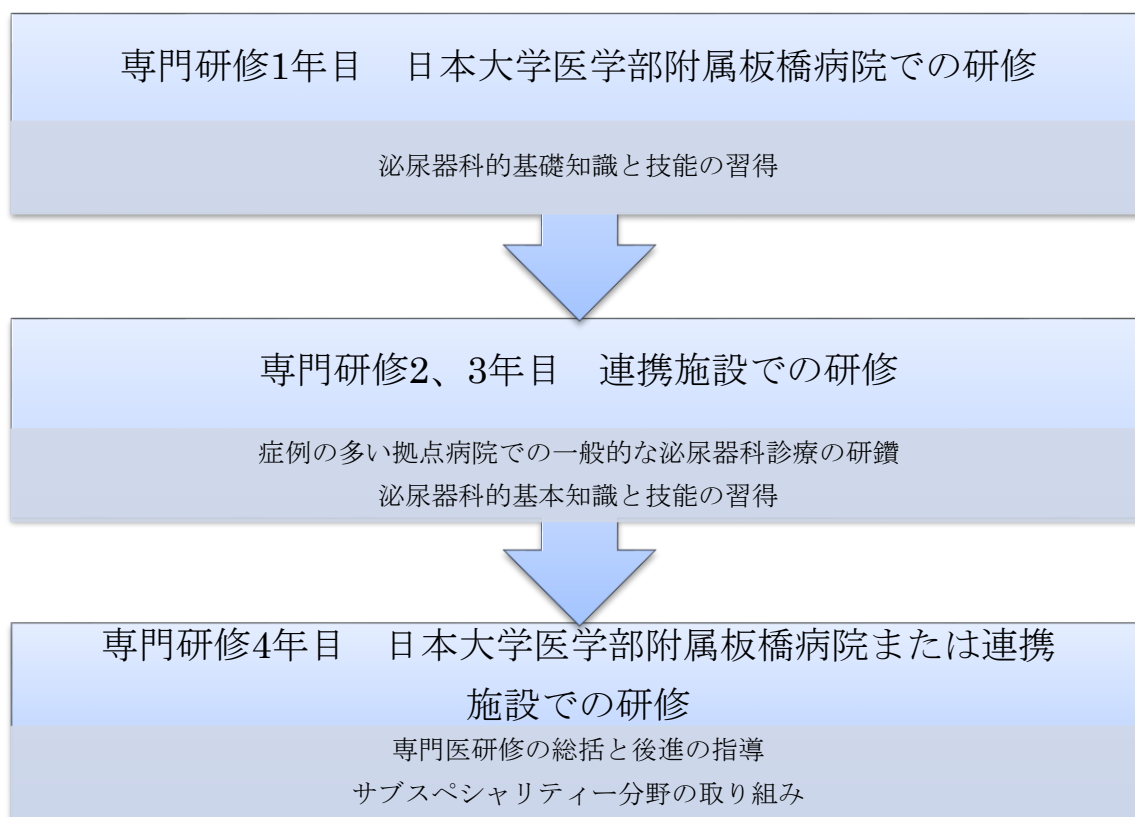 専門研修1年目　日本大学医学部附属板橋病院での研修
泌尿器科的基礎知識と技能の習得
専門研修2、3年目　連携施設での研修
症例の多い拠点病院での一般的な泌尿器科診療の研鑽
泌尿器科的基本知識と技能の習得
専門研修4年目　日本大学医学部附属板橋病院または連携
施設での研修
専門医研修の総括と後進の指導
サブスペシャリティー分野の取り組み